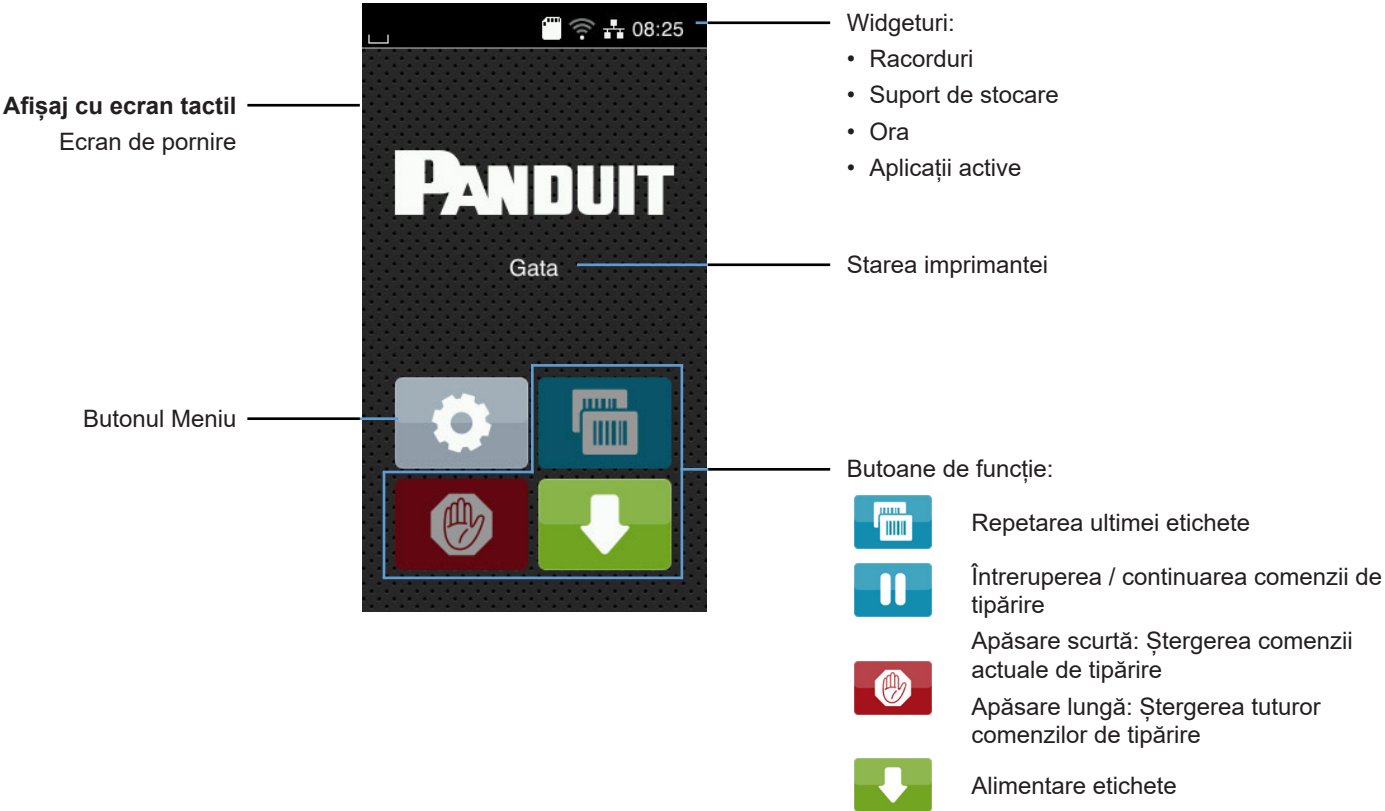 08:25
Afișaj cu ecran tactil
Ecran de pornire
PANDUIT
Gata
Butonul Meniu
Widgeturi:
• Racorduri
• Suport de stocare
• Ora
• Aplicații active
Starea imprimantei
Butoane de funcție:
Repetarea ultimei etichete
Întreruperea / continuarea comenzii de
tipărire
Apăsare scurtă: Ștergerea comenzii
actuale de tipărire
Apăsare lungă: Ștergerea tuturor
comenzilor de tipărire
Alimentare etichete